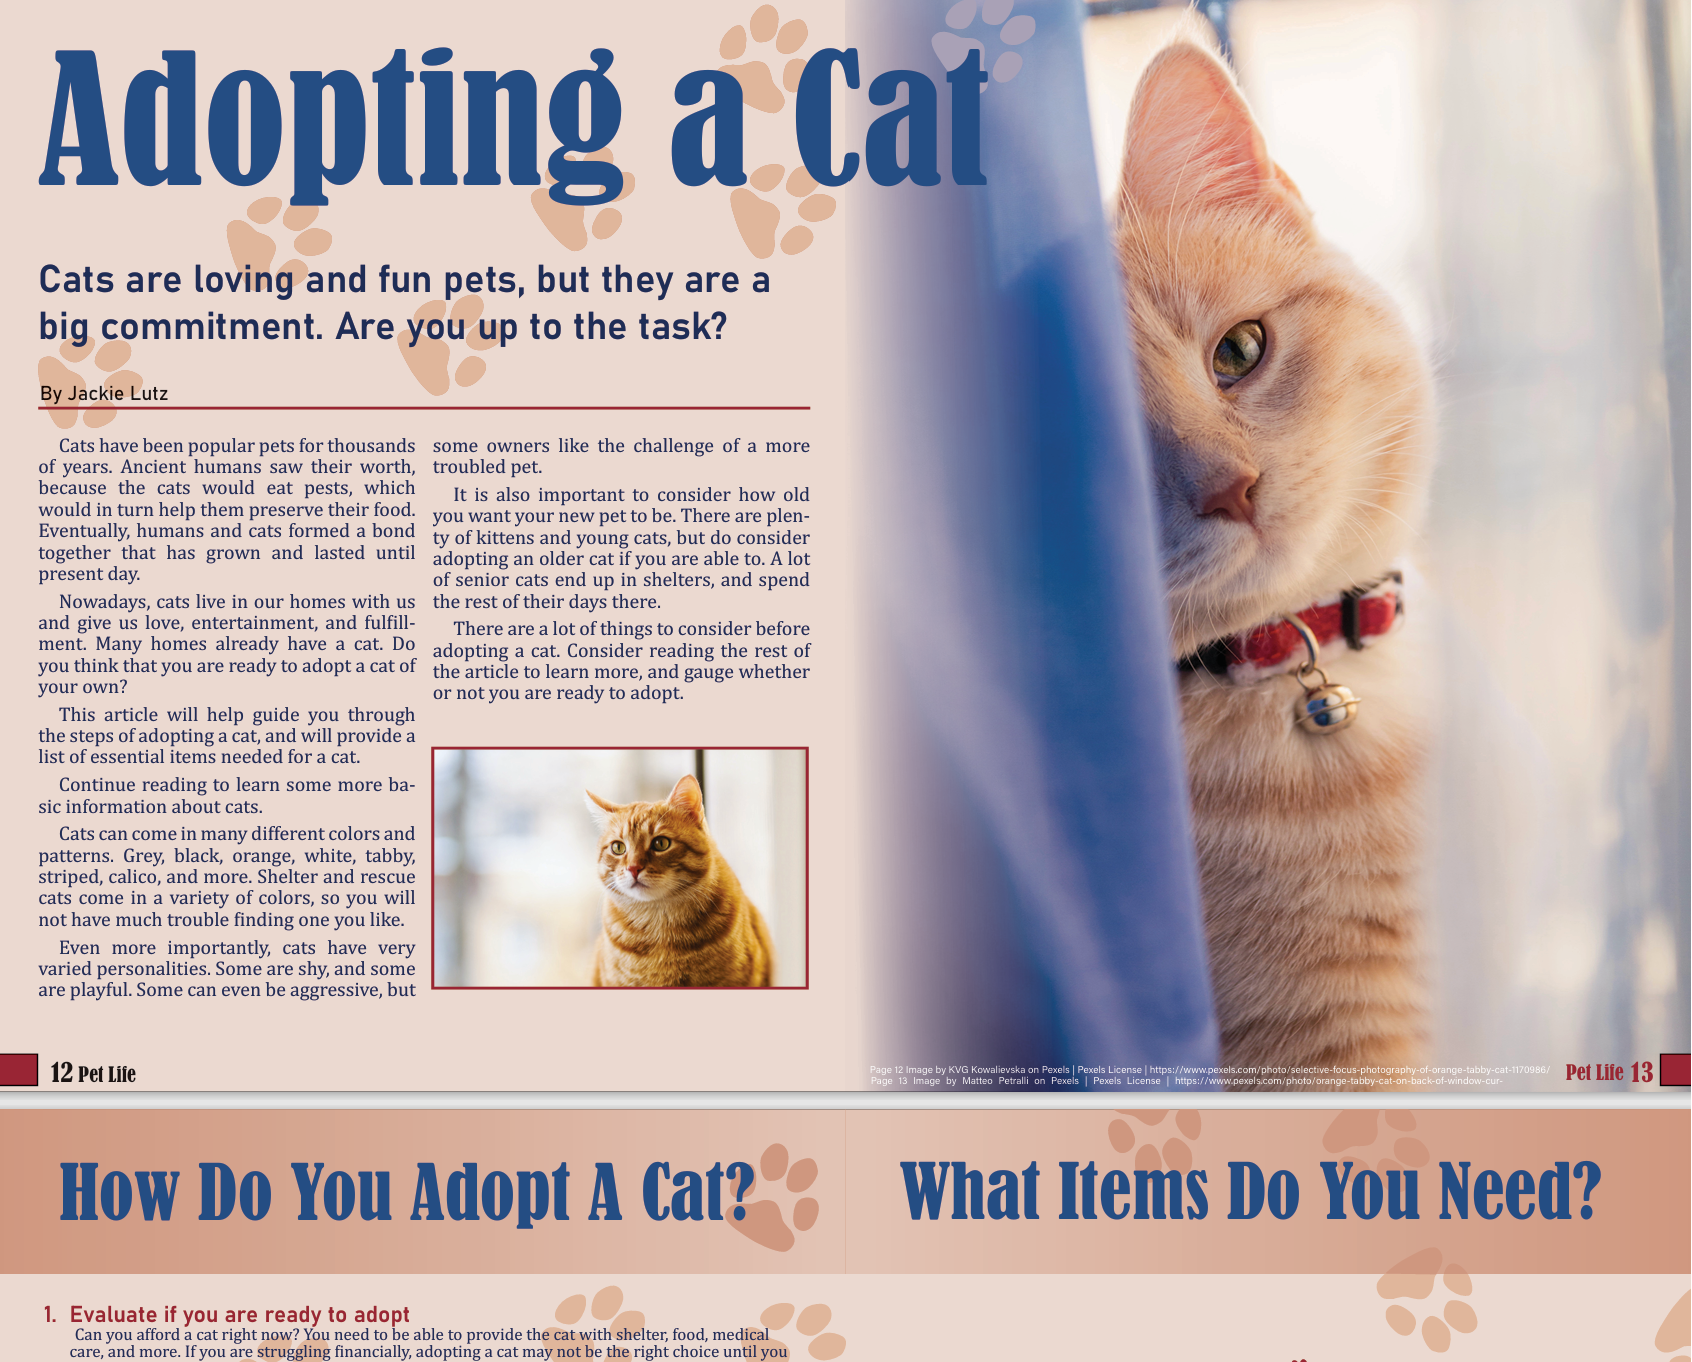 Adopting a Cat
Cats are loving and fun pets, but they are a
big commitment. Are you up to the task?
By Jackie Lutz
Cats have been popular pets for thousands
of years. Ancient humans saw their worth,
because the cats would eat pests, which
would in turn help them preserve their food.
Eventually, humans and cats formed a bond
together that has grown and lasted until
present day.
Nowadays, cats live in our homes with us
and give us love, entertainment, and fulfill-
ment. Many homes already have a cat. Do
you think that you are ready to adopt a cat of
your own?
This article will help guide you through
the steps of adopting a cat, and will provide a
list of essential items needed for a cat.
Continue reading to learn some more ba-
sic information about cats.
Cats can come in many different colors and
patterns. Grey, black, orange, white, tabby,
striped, calico, and more. Shelter and rescue
cats come in a variety of colors, so you will
not have much trouble finding one you like.
Even more importantly, cats have very
varied personalities. Some are shy, and some
are playful. Some can even be aggressive, but
some owners like the challenge of a more
troubled pet.
It is also important to consider how old
you want your new pet to be. There are plen-
ty of kittens and young cats, but do consider
adopting an older cat if you are able to. A lot
of senior cats end up in shelters, and spend
the rest of their days there.
There are a lot of things to consider before
adopting a cat. Consider reading the rest of
the article to learn more, and gauge whether
or not you are ready to adopt.
12 Pet Life
Page 12 Image by KVG Kowalievska on Pexels | Pexels License | https://www.pexels.com/photo/selective-focus-photography-of-orange-tabby-cat-1170986/
Page 13 Image by Matteo Petralli on Pexels | Pexels License | https://www.pexels.com/photo/orange-tabby-cat-on-back-of-window-cur-
Pet Life 13
How Do You Adopt A Cat?
What Items Do You Need?
1. Evaluate if you are ready to adopt
Can you afford a cat right now? You need to be able to provide the cat with shelter, food, medical
care, and more. If you are struggling financially, adopting a cat may not be the right choice until you